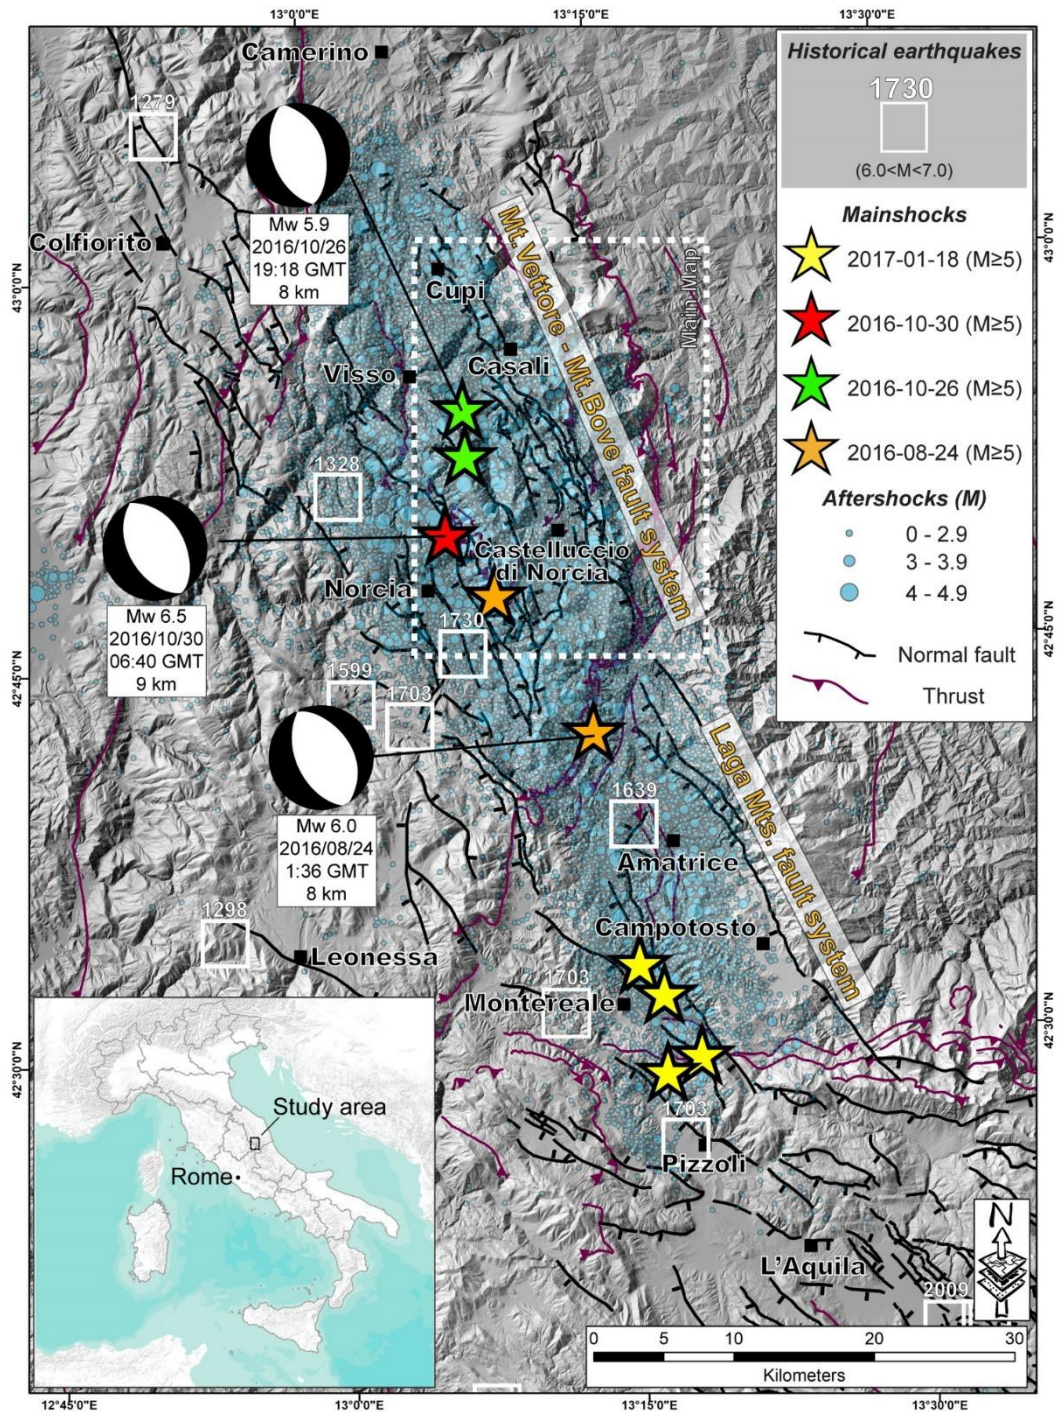 13°0'0"E
13°15'0"E
13°30'0"E
Camerino
1279
Colfiorito
Mw 5.9
2016/10/26
19:18 GMT
8 km
43°0'0"N
43°0'0"N
Cupi
Main Map
Casali
Visso
Mt.Vettore - Mt.Bove fault system
1328
Castelluccio
di Norcia
Norcia
Mw 6.5
2016/10/30
06:40 GMT
9 km
1730
42°45'0"N
42°45'0"N
1599
1703
Mw 6.0
2016/08/24
1:36 GMT
8 km
1639
Amatrice
Laga Mts. fault system
Campotosto
1298
Leonessa
1703
Montereale
42°30'0"N
42°30'0"N
1703
Pizzoli
L'Aquila
2009
Historical earthquakes
1730
(6.0<M<7.0)
Mainshocks
2017-01-18 (M≥5)
2016-10-30 (M≥5)
2016-10-26 (M≥5)
2016-08-24 (M≥5)
Aftershocks (M)
0 - 2.9
3 - 3.9
4 - 4.9
Normal fault
Thrust
Study area
Rome
N
0 5 10 20 30
Kilometers
12°45'0"E
13°0'0"E
13°15'0"E
13°30'0"E